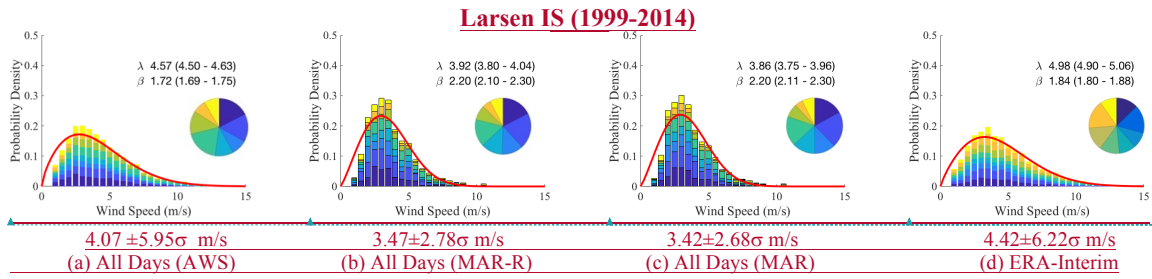 Larsen IS (1999-2014)
0.5
0.4
0.3
0.2
0.1
0
Probability Density
λ 4.57 (4.50 - 4.63)
β 1.72 (1.69 - 1.75)
0 5 10 15
Wind Speed (m/s)
0.5
0.4
0.3
0.2
0.1
0
Probability Density
λ 3.92 (3.80 - 4.04)
β 2.20 (2.10 - 2.30)
0 5 10 15
Wind Speed (m/s)
0.5
0.4
0.3
0.2
0.1
0
Probability Density
λ 3.86 (3.75 - 3.96)
β 2.20 (2.11 - 2.30)
0 5 10 15
Wind Speed (m/s)
0.5
0.4
0.3
0.2
0.1
0
Probability Density
λ 4.98 (4.90 - 5.06)
β 1.84 (1.80 - 1.88)
0 5 10 15
Wind Speed (m/s)
4.07 ±5.95σ m/s
(a) All Days (AWS)
3.47±2.78σ m/s
(b) All Days (MAR-R)
3.42±2.68σ m/s
(c) All Days (MAR)
4.42±6.22σ m/s
(d) ERA-Interim